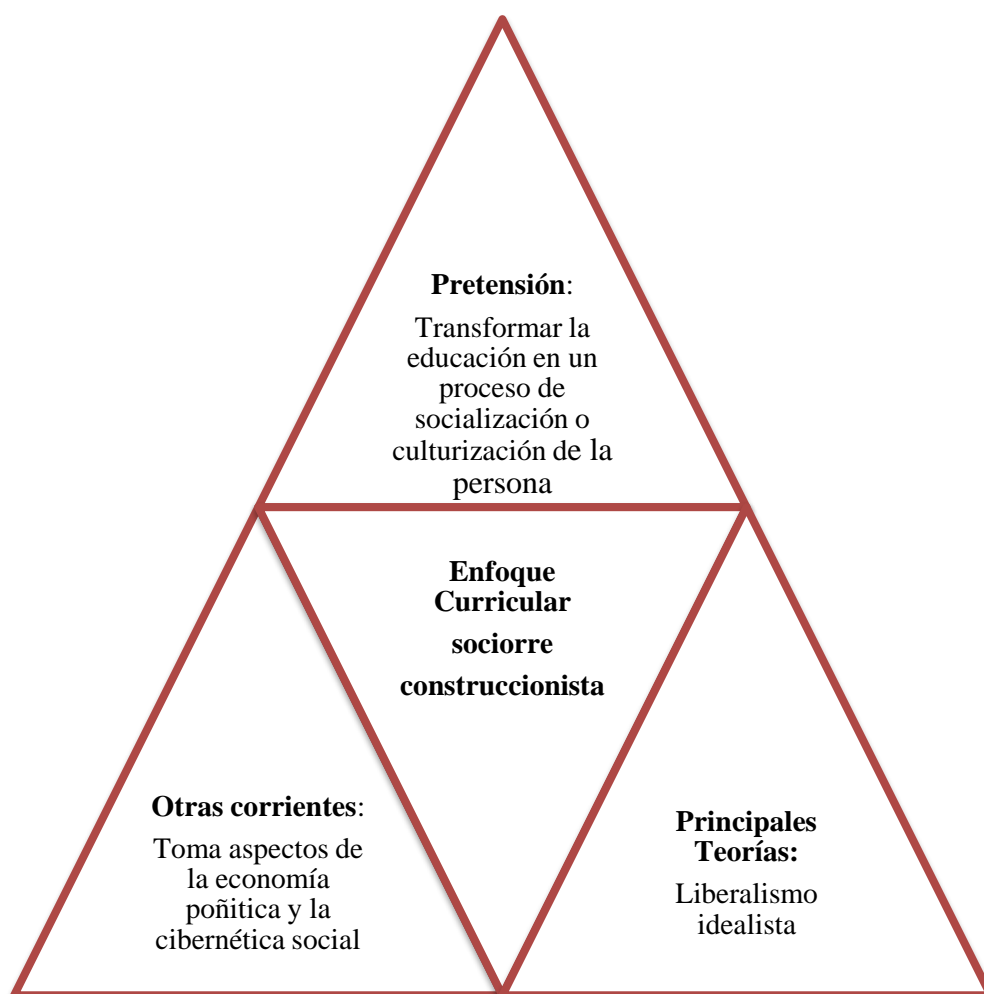 Pretensión:
Transformar la
educación en un
proceso de
socialización o
culturización de la
persona
Enfoque
Curricular
sociorre
construccionista
Otras corrientes:
Toma aspectos de
la economía
poñitica y la
cibernética social
Principales
Teorías:
Liberalismo
idealista